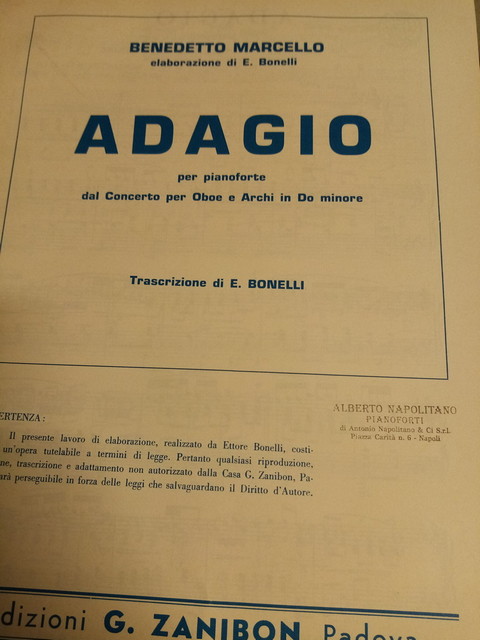 BENEDETTO MARCELLO
elaborazione di E. Bonelli
ADAGIO
per pianoforte
dal Concerto per Oboe e Archi in Do minore
Trascrizione di E. BONELLI
ALBERTO NAPOLITANO
PIANOFORTI
di Antonio Napolitano & Ci S.r.l.
Piazza Carità n. 6 - Napoli
ERTENZA:
Il presente lavoro di elaborazione, realizzato da Ettore Bonelli, costi-
un'opera tutelabile a termini di legge. Pertanto qualsiasi riproduzione,
ne, trascrizione e adattamento non autorizzato dalla Casa G. Zanibon, Pa-
arà perseguibile in forza delle leggi che salvaguardano il Diritto d'Autore.
dizioni G. ZANIBON Padova